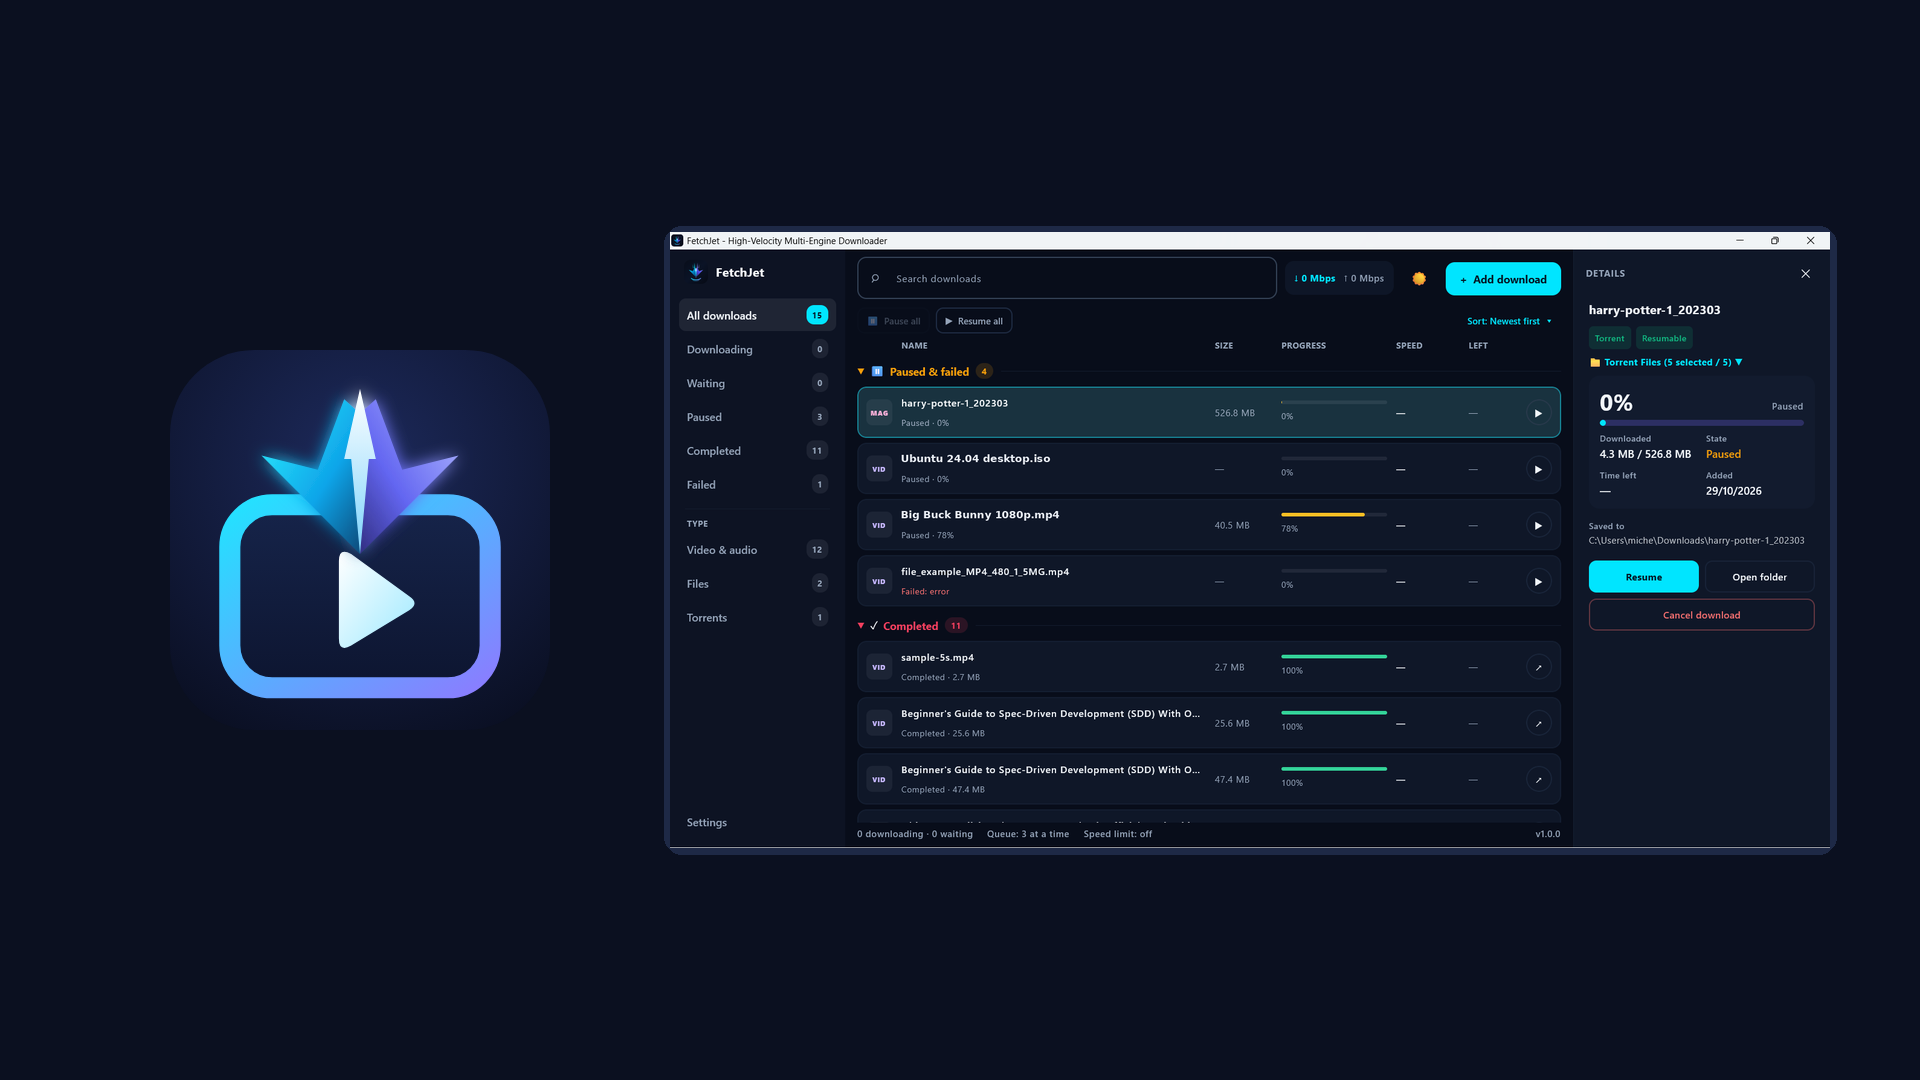 FetchJet - High-Velocity Multi-Engine Downloader
FetchJet
All downloads 15
Downloading 0
Waiting 0
Paused 3
Completed 11
Failed 1
TYPE
Video & audio 12
Files 2
Torrents 1
Settings
Search downloads
↓ 0 Mbps ↑ 0 Mbps
+ Add download
Pause all
▶ Resume all
Sort: Newest first
NAME SIZE PROGRESS SPEED LEFT
Paused & failed 4
MAG harry-potter-1_202303 526.8 MB 0% — —
Paused · 0%
VID Ubuntu 24.04 desktop.iso — 0% — —
Paused · 0%
VID Big Buck Bunny 1080p.mp4 40.5 MB 78% — —
Paused · 78%
VID file_example_MP4_480_1_5MG.mp4 — 0% — —
Failed: error
✓ Completed 11
VID sample-5s.mp4 2.7 MB 100% — —
Completed · 2.7 MB
VID Beginner's Guide to Spec-Driven Development (SDD) With O... 25.6 MB 100% — —
Completed · 25.6 MB
VID Beginner's Guide to Spec-Driven Development (SDD) With O... 47.4 MB 100% — —
Completed · 47.4 MB
0 downloading · 0 waiting Queue: 3 at a time Speed limit: off v1.0.0
DETAILS
harry-potter-1_202303
Torrent Resumable
Torrent Files (5 selected / 5) ▼
0% Paused
Downloaded State
4.3 MB / 526.8 MB Paused
Time left Added
— 29/10/2026
Saved to
C:\Users\miche\Downloads\harry-potter-1_202303
Resume Open folder
Cancel download